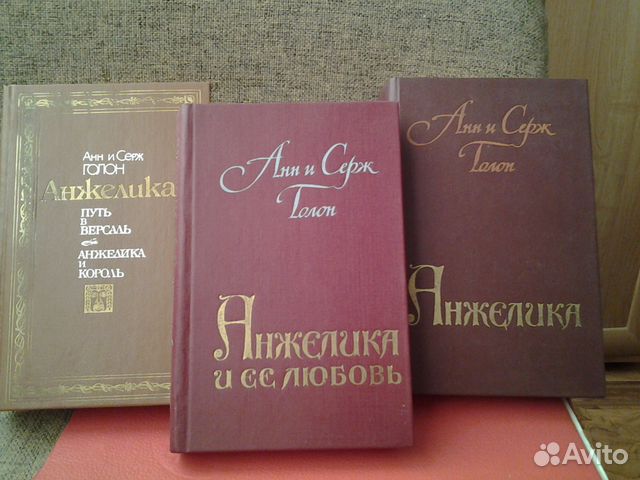 Анн и Серж
ГОЛОН
Анжелика
ПУТЬ
В
ВЕРСАЛЬ
АНЖЕЛИКА
И
КОРОЛЬ
Анн и Серж
Голон
АНЖЕЛИКА
И ЕЕ ЛЮБОВЬ
Анн и Серж
Голон
АНЖЕЛИКА
Avito